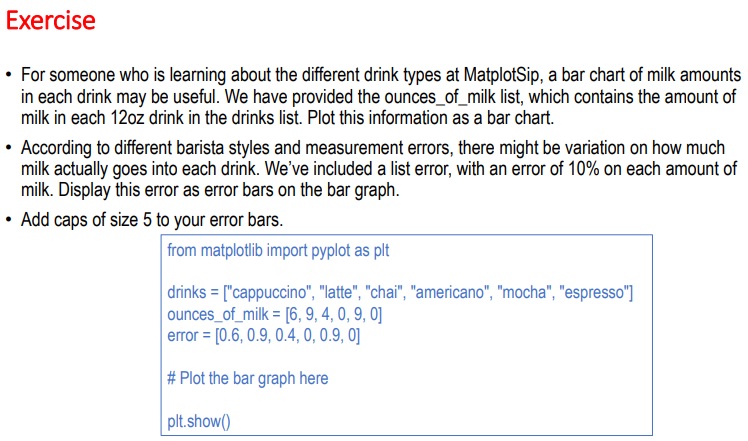 Exercise
• For someone who is learning about the different drink types at MatplotSip, a bar chart of milk amounts
in each drink may be useful. We have provided the ounces_of_milk list, which contains the amount of
milk in each 12oz drink in the drinks list. Plot this information as a bar chart.
• According to different barista styles and measurement errors, there might be variation on how much
milk actually goes into each drink. We've included a list error, with an error of 10% on each amount of
milk. Display this error as error bars on the bar graph.
• Add caps of size 5 to your error bars.
from matplotlib import pyplot as plt
drinks = ["cappuccino", "latte", "chai", "americano", "mocha", "espresso"]
ounces_of_milk = [6, 9, 4, 0, 9, 0]
error = [0.6, 0.9, 0.4, 0, 0.9, 0]
# Plot the bar graph here
plt.show()